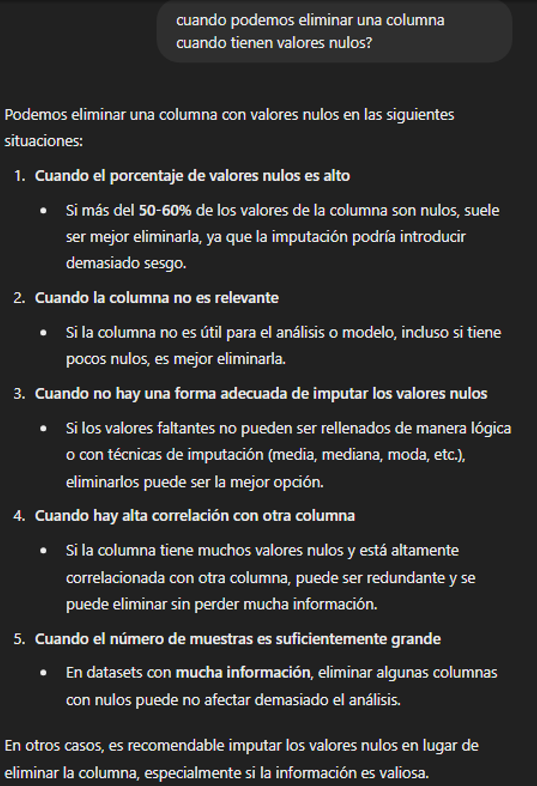 cuando podemos eliminar una columna
cuando tienen valores nulos?
Podemos eliminar una columna con valores nulos en las siguientes
situaciones:
1. Cuando el porcentaje de valores nulos es alto
• Si más del 50-60% de los valores de la columna son nulos, suele
ser mejor eliminarla, ya que la imputación podría introducir
demasiado sesgo.
2. Cuando la columna no es relevante
• Si la columna no es útil para el análisis o modelo, incluso si tiene
pocos nulos, es mejor eliminarla.
3. Cuando no hay una forma adecuada de imputar los valores nulos
• Si los valores faltantes no pueden ser rellenados de manera lógica
o con técnicas de imputación (media, mediana, moda, etc.),
eliminarlos puede ser la mejor opción.
4. Cuando hay alta correlación con otra columna
• Si la columna tiene muchos valores nulos y está altamente
correlacionada con otra columna, puede ser redundante y se
puede eliminar sin perder mucha información.
5. Cuando el número de muestras es suficientemente grande
• En datasets con mucha información, eliminar algunas columnas
con nulos puede no afectar demasiado el análisis.
En otros casos, es recomendable imputar los valores nulos en lugar de
eliminar la columna, especialmente si la información es valiosa.